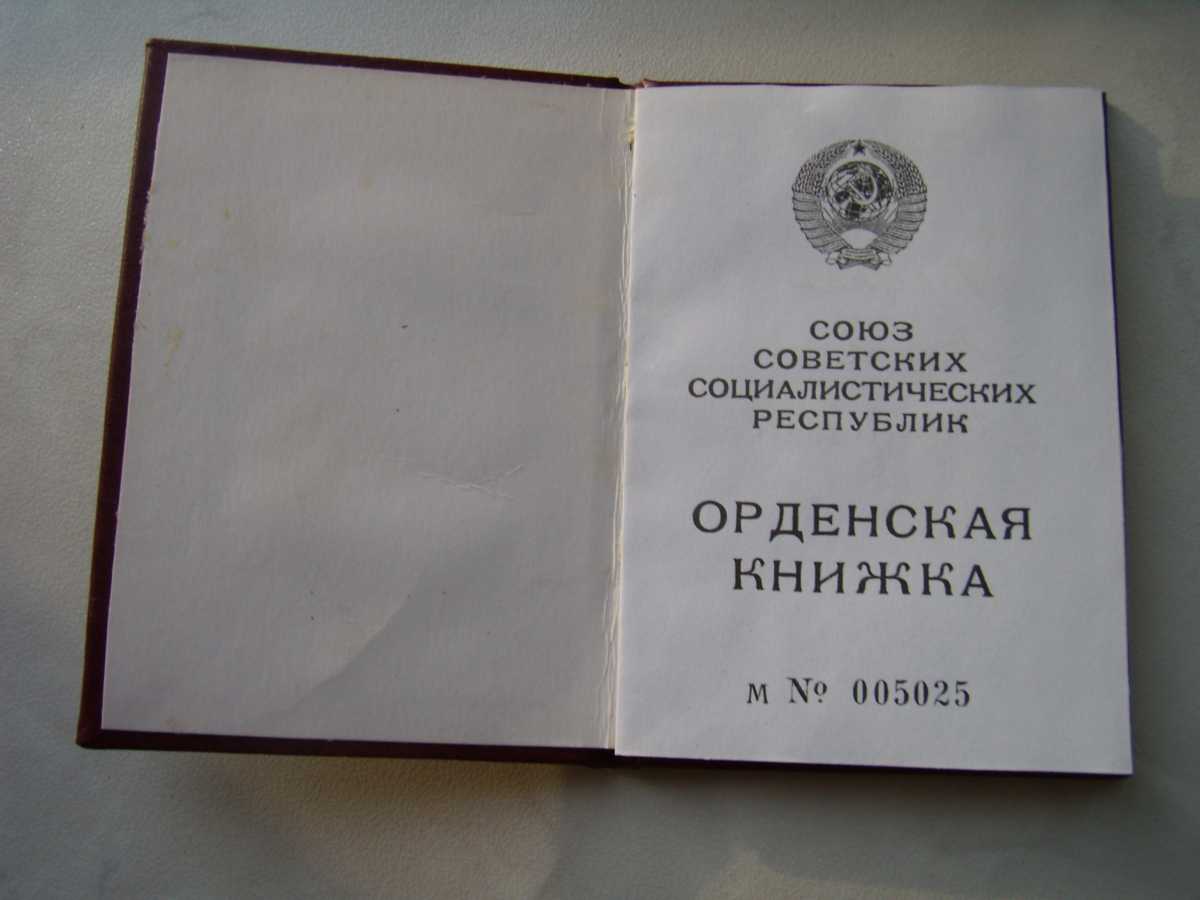 СОЮЗ
СОВЕТСКИХ
СОЦИАЛИСТИЧЕСКИХ
РЕСПУБЛИК
ОРДЕНСКАЯ
КНИЖКА
М № 005025